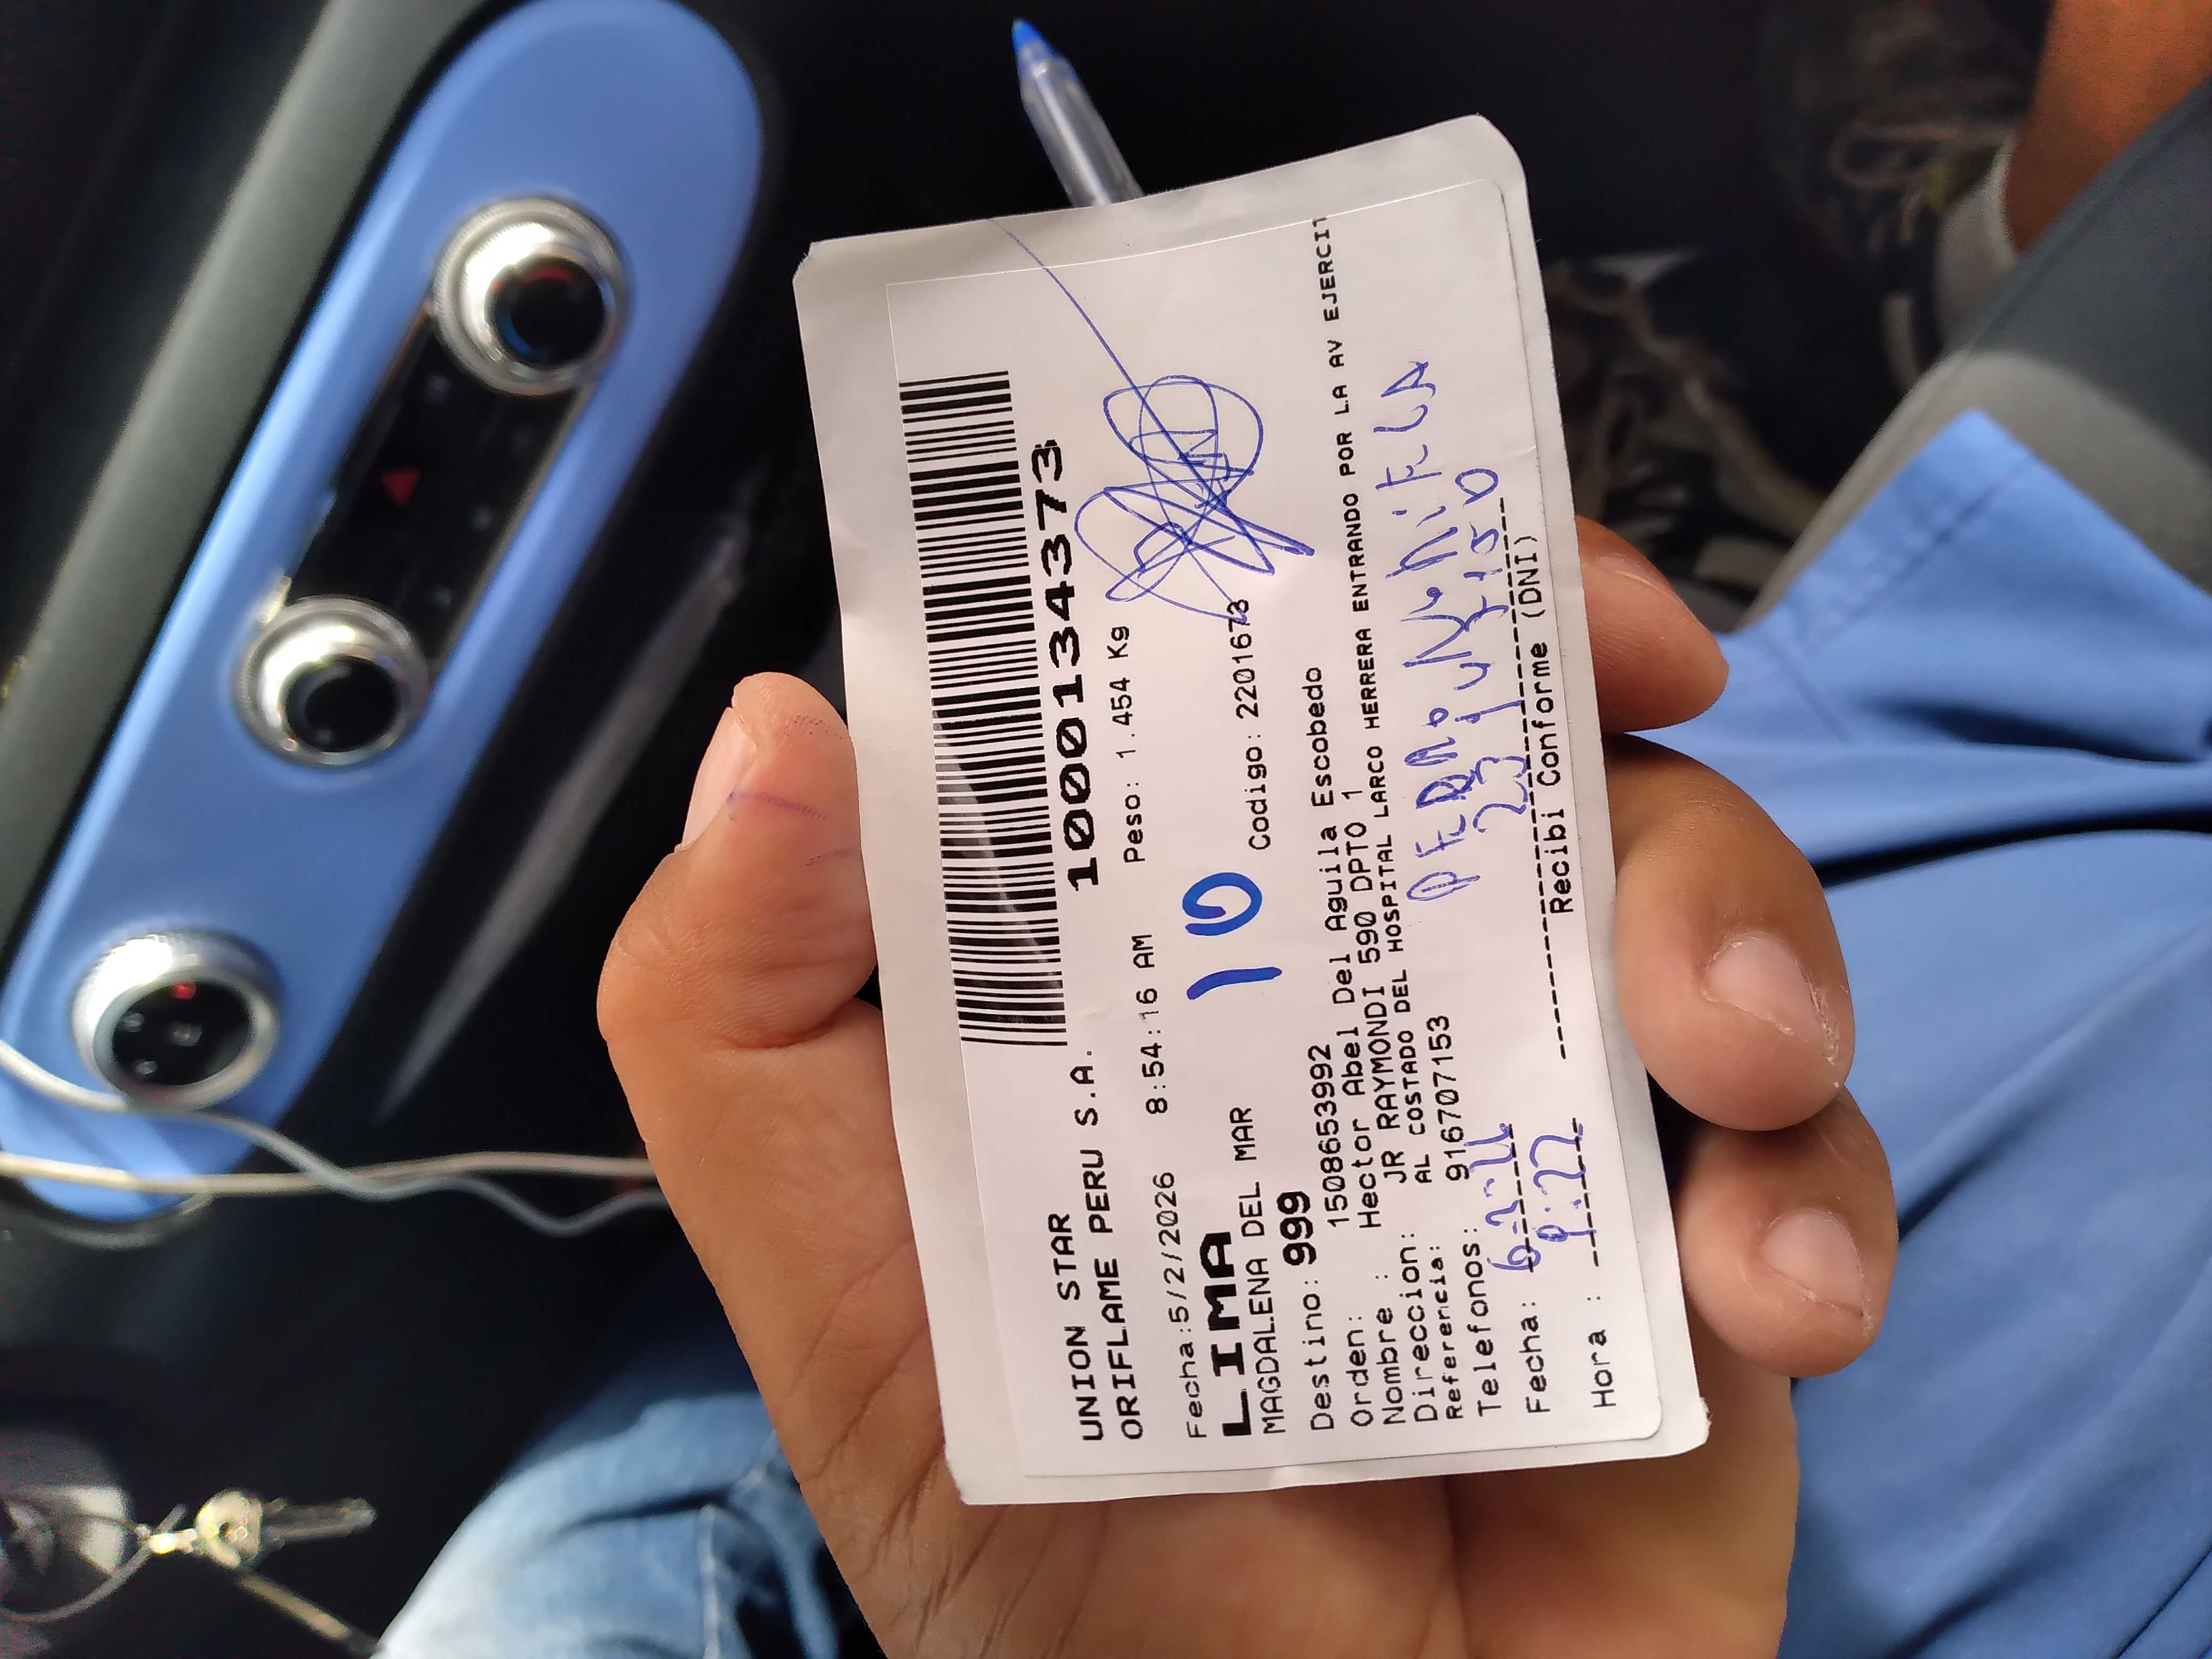 UNION STAR
ORIFLAME PERU S.A.
1000134373
Fecha:5/2/2026 8:54:16 AM Peso: 1.454 Kg
LIMA
MAGDALENA DEL MAR
10
Codigo: 2201673
Destino: 999
Orden: 1508653992
Nombre : Hector Abel Del Aguila Escobedo
Direccion: JR RAYMONDI 590 DPTO 1
Referencia: AL COSTADO DEL HOSPITAL LARCO HERRERA ENTRANDO POR LA AV EJERCIT
Telefonos: 916707153
Fecha:
Hora :
Recibi Conforme (DNI)